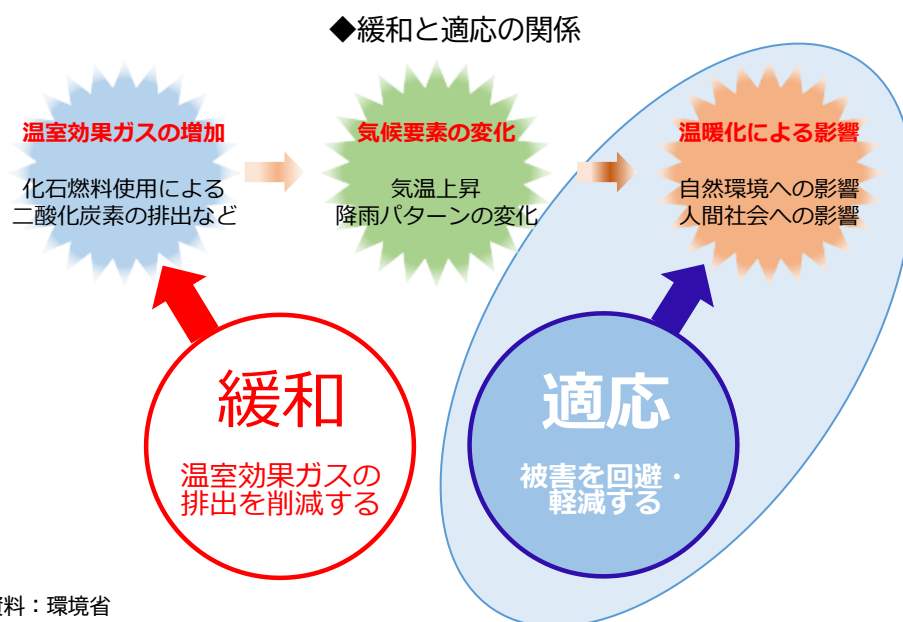 ◆緩和と適応の関係
温室効果ガスの増加
化石燃料使用による
二酸化炭素の排出など
気候要素の変化
気温上昇
降雨パターンの変化
温暖化による影響
自然環境への影響
人間社会への影響
緩和
温室効果ガスの
排出を削減する
適応
被害を回避・
軽減する
資料：環境省